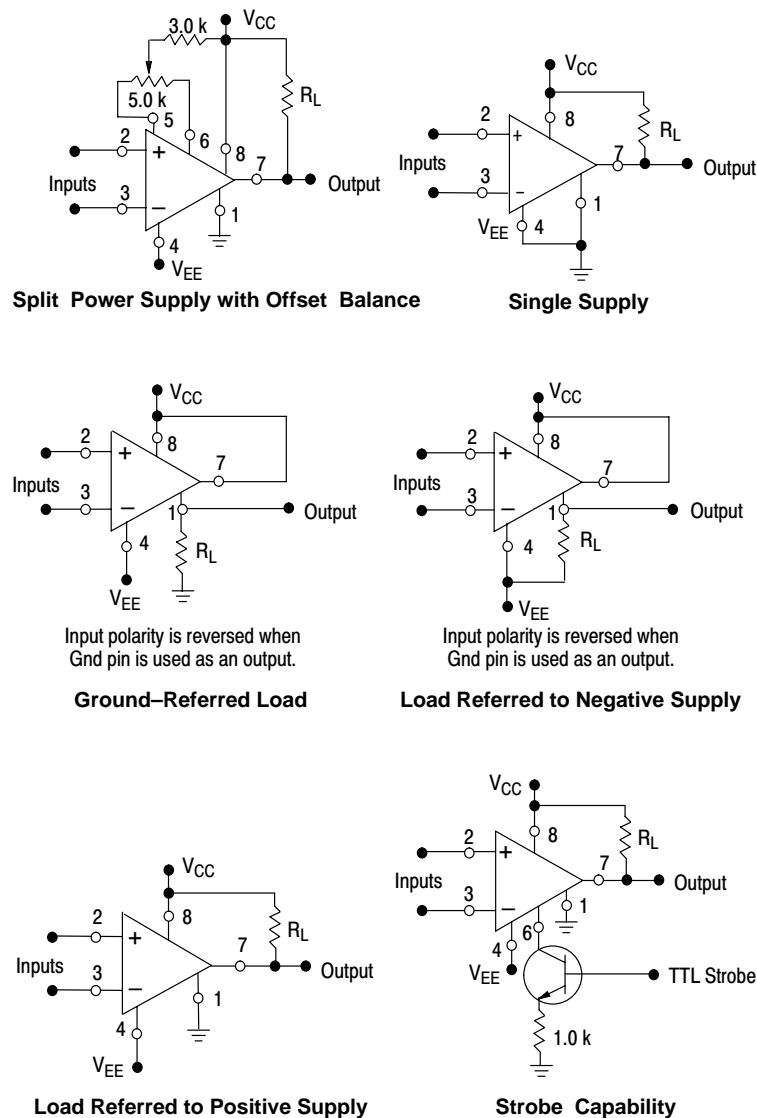 VCC
3.0 k
5.0 k
RL
5
6
2
8
7
+
Inputs
Output
3
−
1
4
VEE
Split Power Supply with Offset Balance
VCC
2
8
RL
+
7
Inputs
Output
3
−
1
VEE
4
Single Supply
VCC
2
8
+
7
Inputs
3
−
1
Output
4
RL
VEE
Input polarity is reversed when
Gnd pin is used as an output.
Ground–Referred Load
VCC
2
8
+
7
Inputs
3
−
1
Output
4
RL
VEE
Input polarity is reversed when
Gnd pin is used as an output.
Load Referred to Negative Supply
VCC
2
8
RL
+
7
Inputs
Output
3
−
1
4
VEE
Load Referred to Positive Supply
VCC
2
8
RL
+
7
Inputs
Output
3
−
1
6
4
VEE
TTL Strobe
1.0 k
Strobe Capability